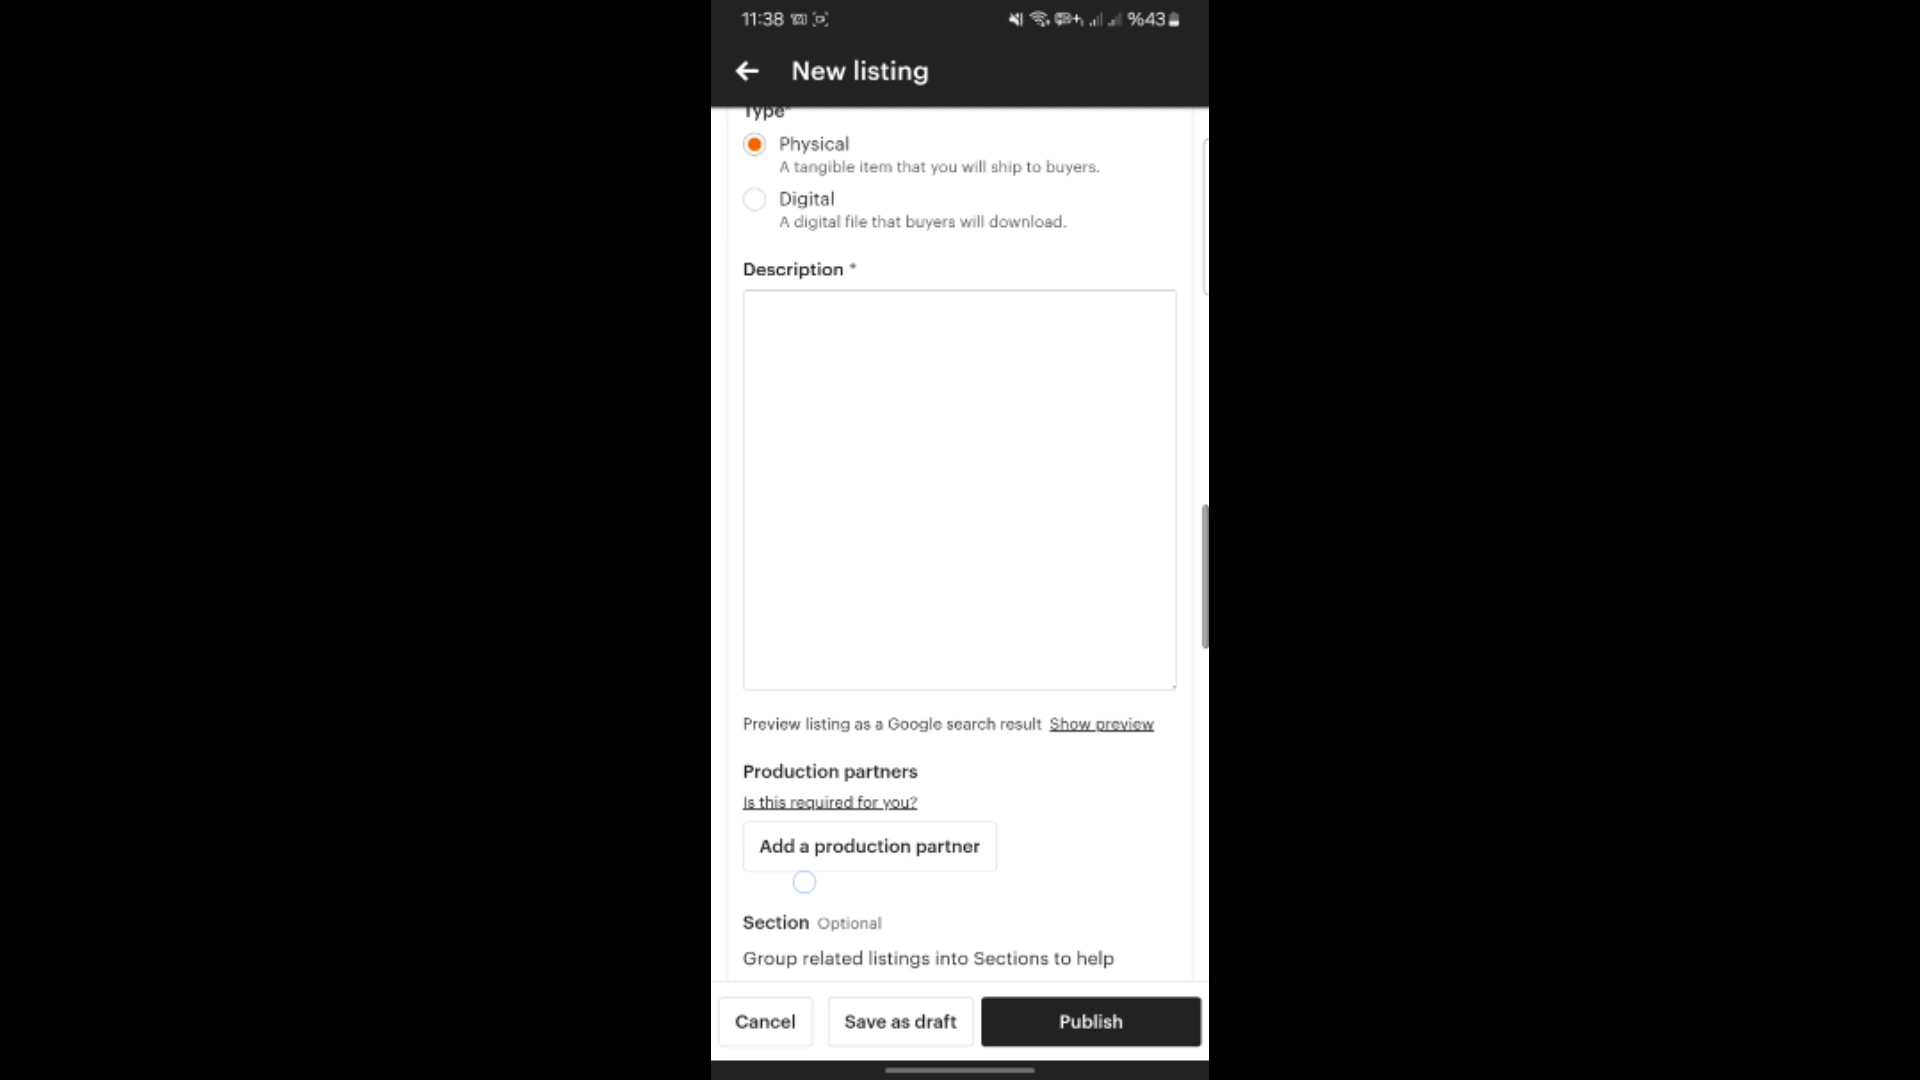 11:38
%43
New listing
Type*
Physical
A tangible item that you will ship to buyers.
Digital
A digital file that buyers will download.
Description *
Preview listing as a Google search result Show preview
Production partners
Is this required for you?
Add a production partner
Section Optional
Group related listings into Sections to help
Cancel
Save as draft
Publish